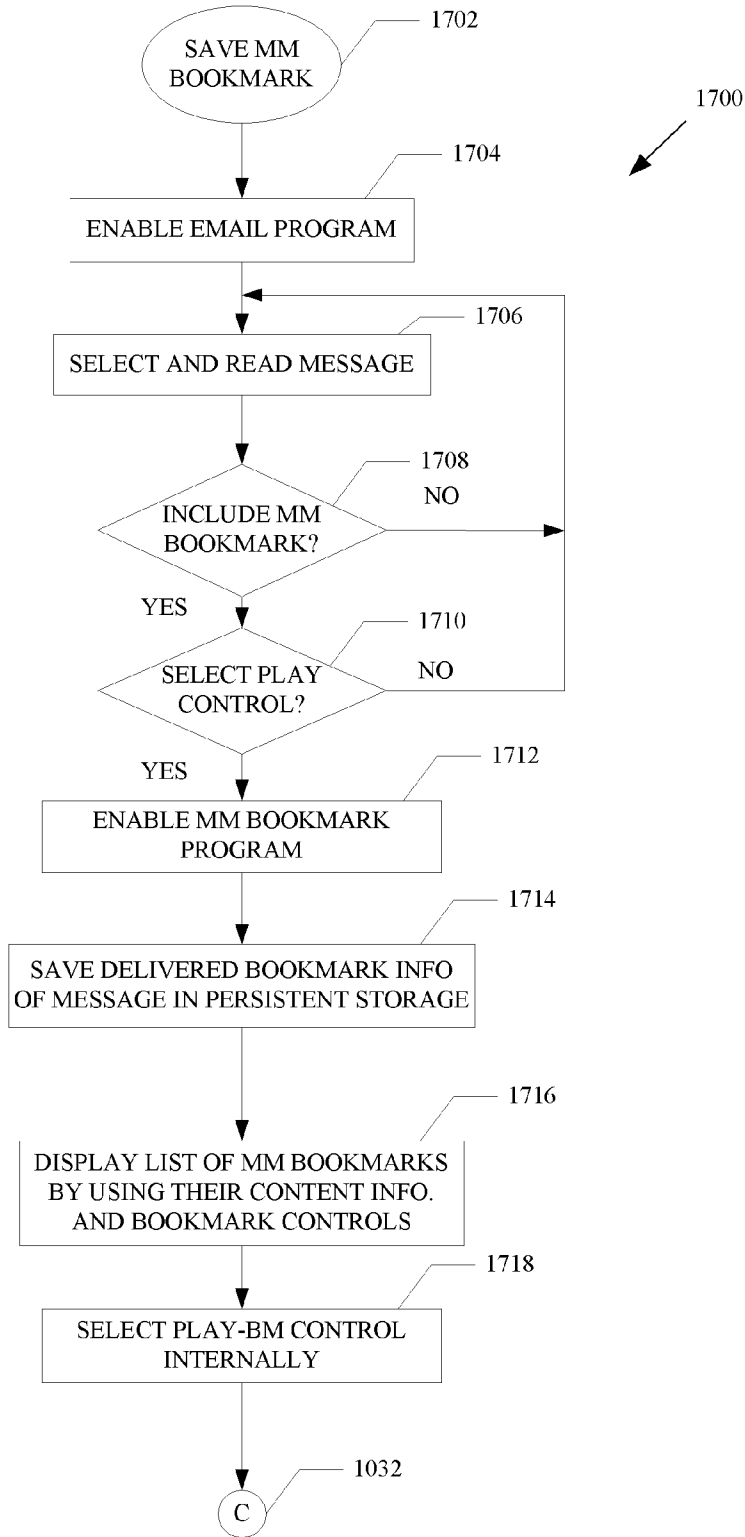 1702
SAVE MM
BOOKMARK
1700
1704
ENABLE EMAIL PROGRAM
1706
SELECT AND READ MESSAGE
1708
NO
INCLUDE MM
BOOKMARK?
YES
1710
NO
SELECT PLAY
CONTROL?
YES
1712
ENABLE MM BOOKMARK
PROGRAM
1714
SAVE DELIVERED BOOKMARK INFO
OF MESSAGE IN PERSISTENT STORAGE
1716
DISPLAY LIST OF MM BOOKMARKS
BY USING THEIR CONTENT INFO.
AND BOOKMARK CONTROLS
1718
SELECT PLAY-BM CONTROL
INTERNALLY
1032
C